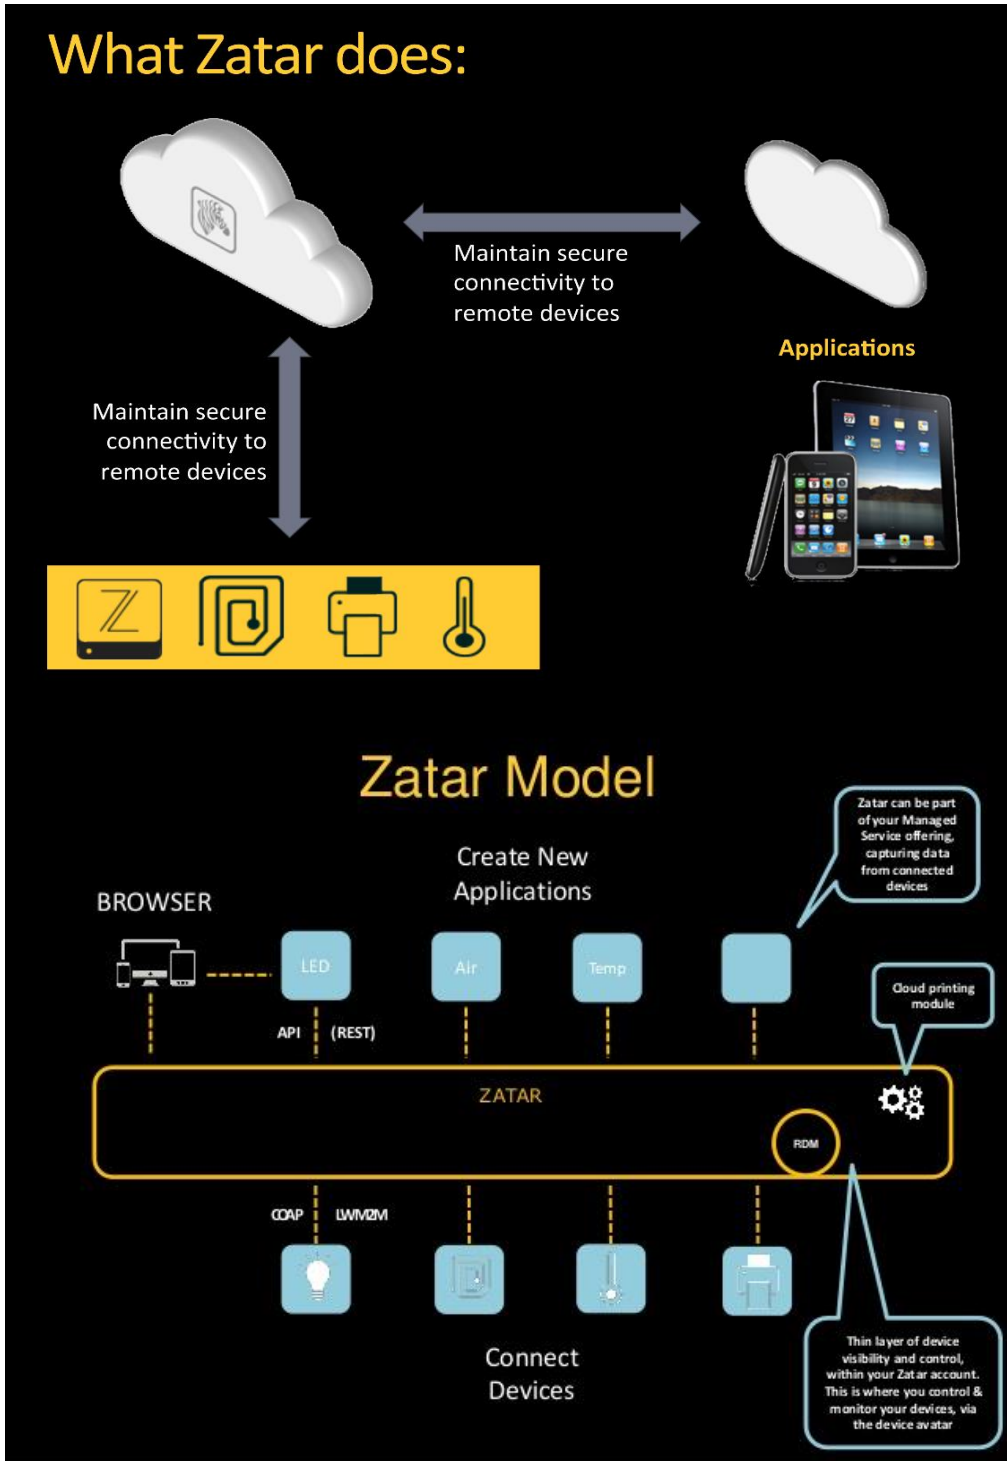 What Zatar does:
Maintain secure
connectivity to
remote devices
Applications
Maintain secure
connectivity to
remote devices
Z
Zatar Model
Zatar can be part
of your Managed
Service offering,
capturing data
from connected
devices
Create New
Applications
BROWSER
LED
Air
Temp
Cloud printing
module
API (REST)
ZATAR
RDM
COAP LWM2M
Connect
Devices
Thin layer of device
visibility and control,
within your Zatar account.
This is where you control &
monitor your devices, via
the device avatar